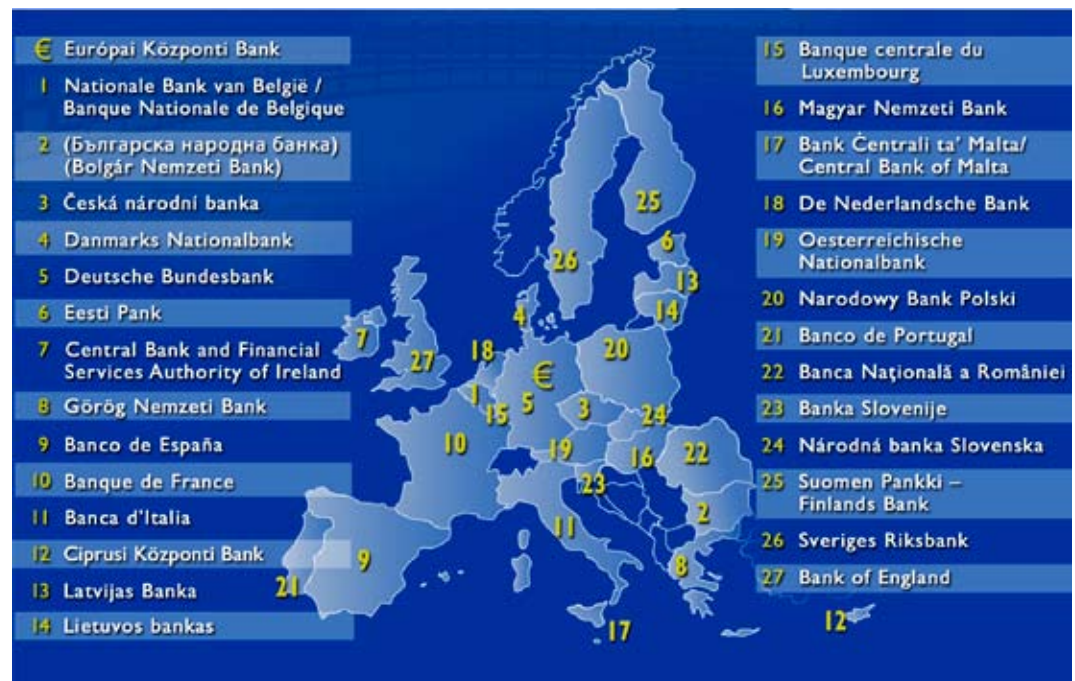 € Európai Központi Bank
1 Nationale Bank van België /
Banque Nationale de Belgique
2 (Българска народна банка)
(Bolgár Nemzeti Bank)
3 Česká národní banka
4 Danmarks Nationalbank
5 Deutsche Bundesbank
6 Eesti Pank
7 Central Bank and Financial
Services Authority of Ireland
8 Görög Nemzeti Bank
9 Banco de España
10 Banque de France
11 Banca d'Italia
12 Ciprusi Központi Bank
13 Latvijas Banka
14 Lietuvos bankas
25
6
26
13
14
4
7
18
20
27
€
1
5
3
15
24
10
19
16
22
23
2
11
9
8
21
17
12
15 Banque centrale du
Luxembourg
16 Magyar Nemzeti Bank
17 Bank Ċentrali ta' Malta/
Central Bank of Malta
18 De Nederlandsche Bank
19 Oesterreichische
Nationalbank
20 Narodowy Bank Polski
21 Banco de Portugal
22 Banca Naţională a României
23 Banka Slovenije
24 Národná banka Slovenska
25 Suomen Pankki –
Finlands Bank
26 Sveriges Riksbank
27 Bank of England